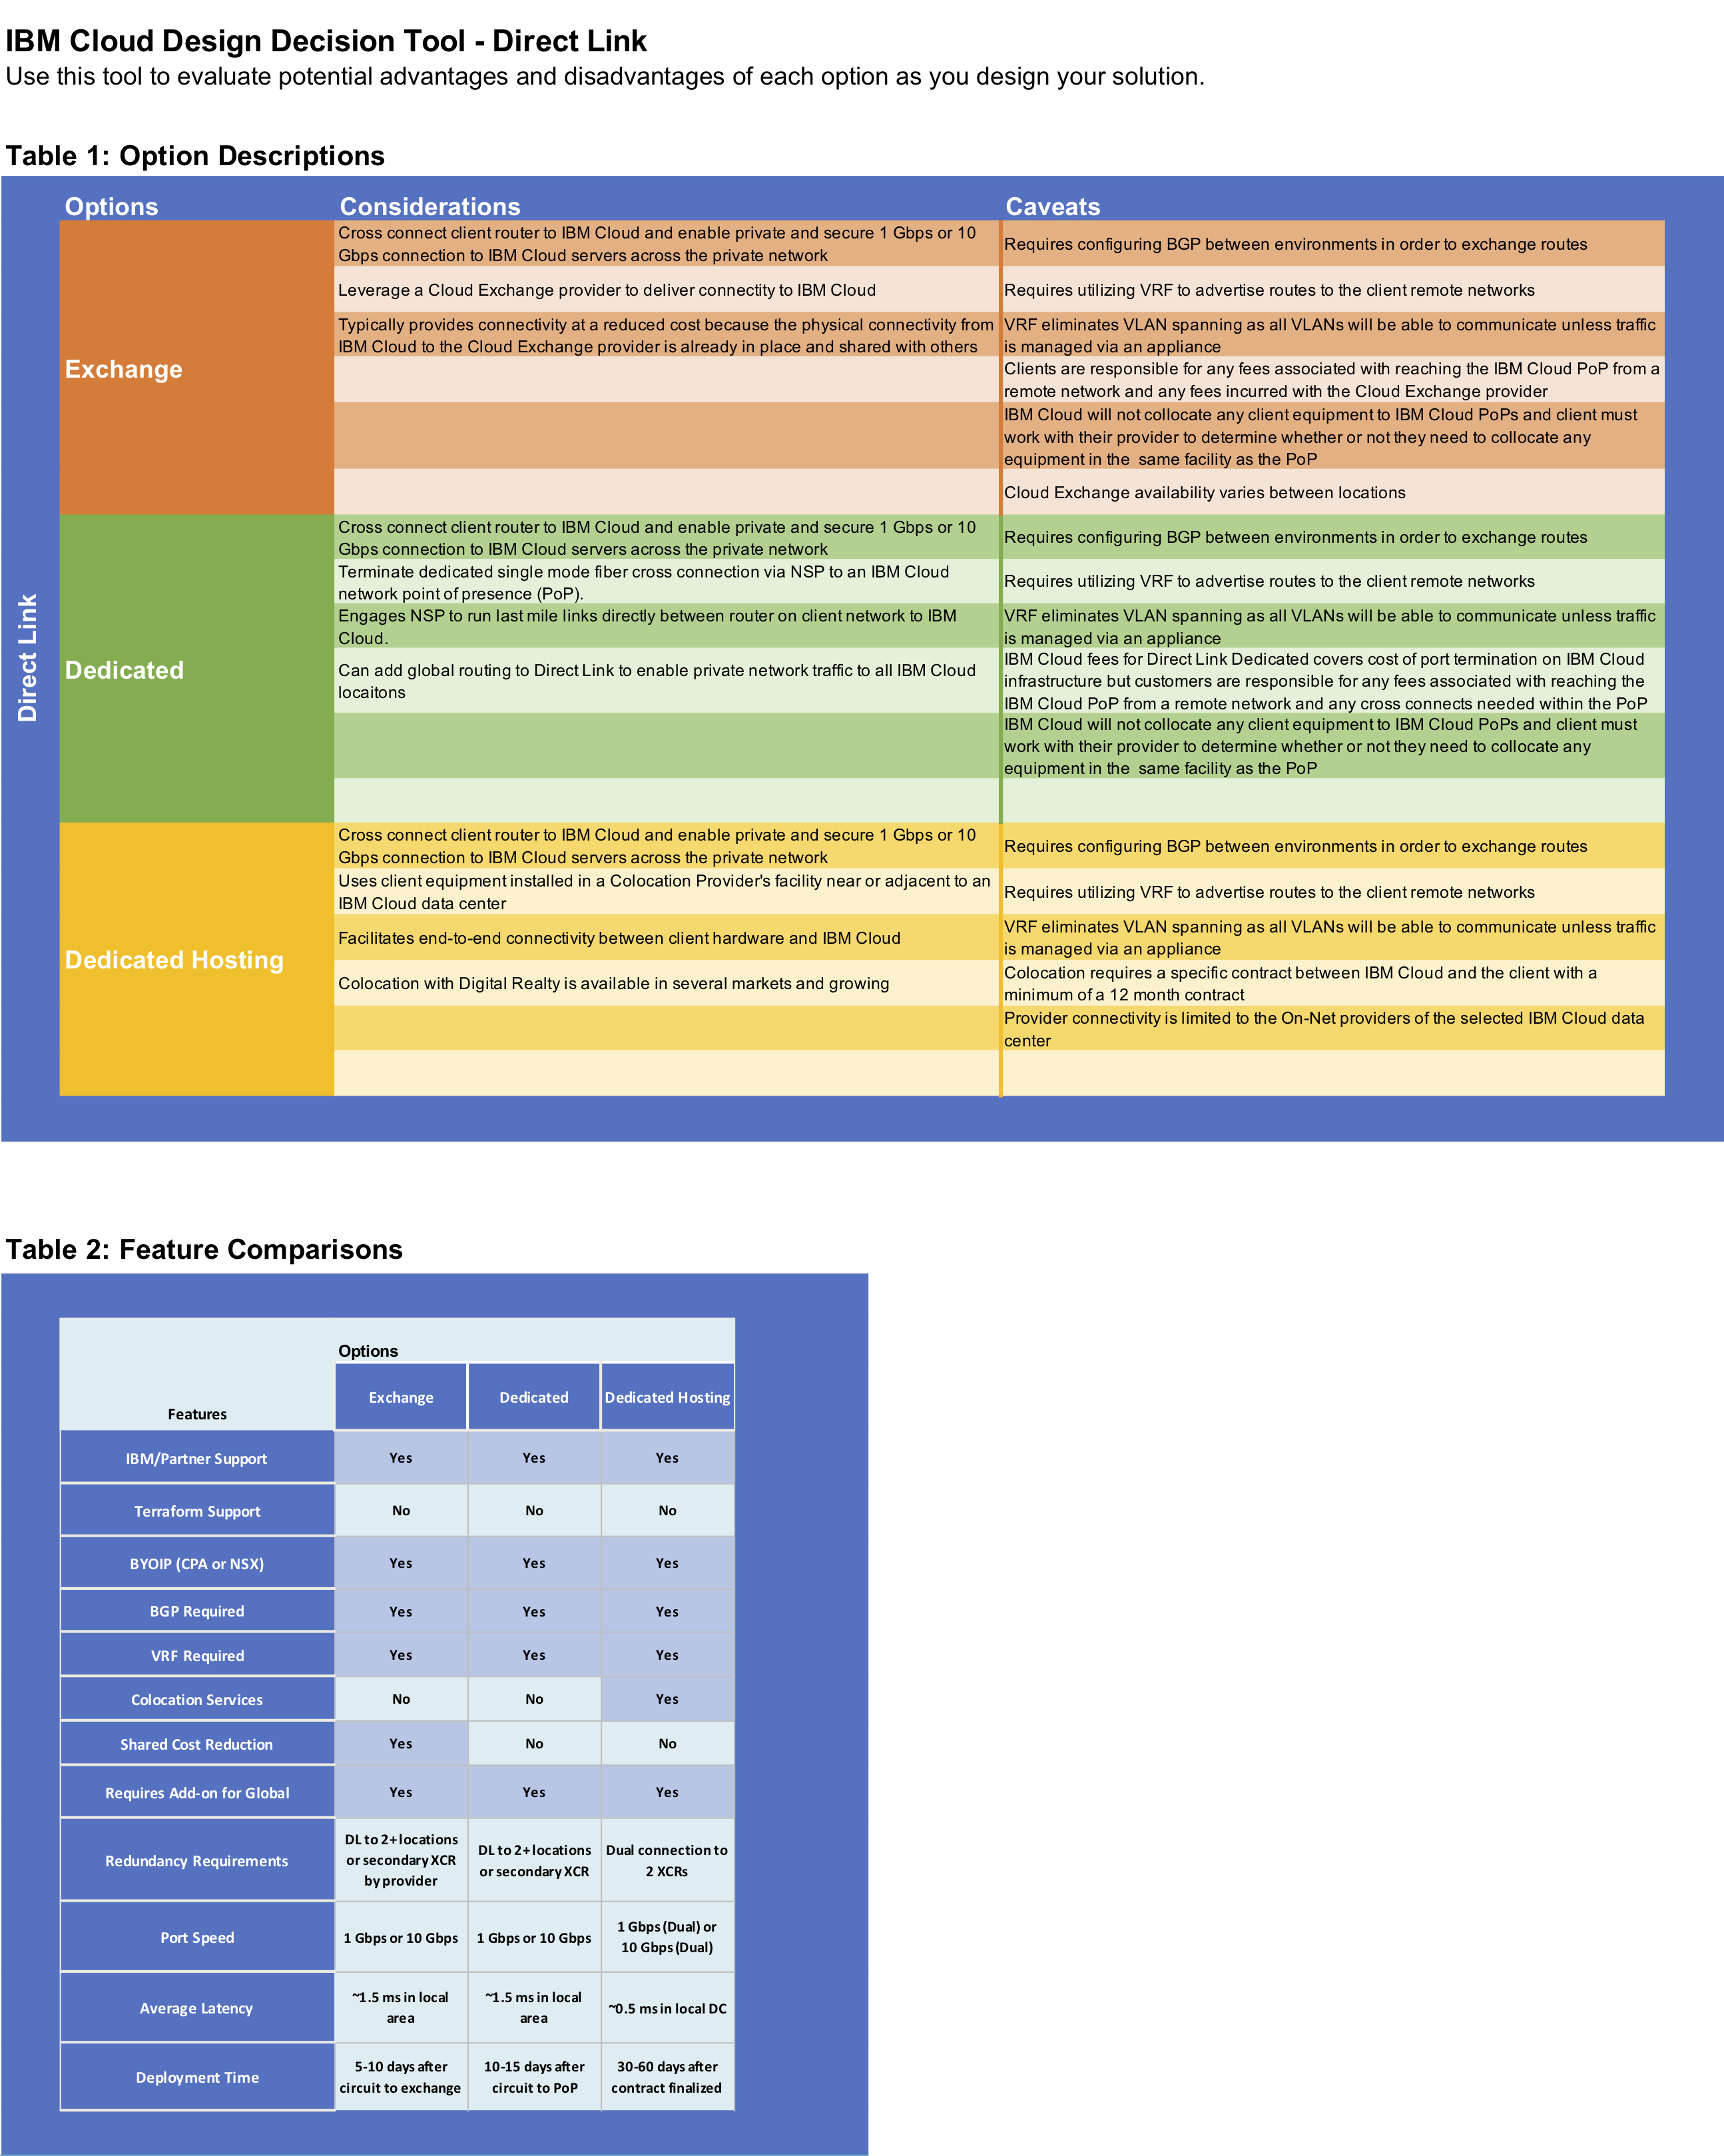 IBM Cloud Design Decision Tool - Direct Link
Use this tool to evaluate potential advantages and disadvantages of each option as you design your solution.
Table 1: Option Descriptions
Options
Considerations
Caveats
Direct Link
Exchange
Cross connect client router to IBM Cloud and enable private and secure 1 Gbps or 10
Gbps connection to IBM Cloud servers across the private network
Requires configuring BGP between environments in order to exchange routes
Leverage a Cloud Exchange provider to deliver connectity to IBM Cloud
Requires utilizing VRF to advertise routes to the client remote networks
Typically provides connectivity at a reduced cost because the physical connectivity from
IBM Cloud to the Cloud Exchange provider is already in place and shared with others
VRF eliminates VLAN spanning as all VLANs will be able to communicate unless traffic
is managed via an appliance
Clients are responsible for any fees associated with reaching the IBM Cloud PoP from a
remote network and any fees incurred with the Cloud Exchange provider
IBM Cloud will not collocate any client equipment to IBM Cloud PoPs and client must
work with their provider to determine whether or not they need to collocate any
equipment in the  same facility as the PoP
Cloud Exchange availability varies between locations
Dedicated
Cross connect client router to IBM Cloud and enable private and secure 1 Gbps or 10
Gbps connection to IBM Cloud servers across the private network
Requires configuring BGP between environments in order to exchange routes
Terminate dedicated single mode fiber cross connection via NSP to an IBM Cloud
network point of presence (PoP).
Requires utilizing VRF to advertise routes to the client remote networks
Engages NSP to run last mile links directly between router on client network to IBM
Cloud.
VRF eliminates VLAN spanning as all VLANs will be able to communicate unless traffic
is managed via an appliance
Can add global routing to Direct Link to enable private network traffic to all IBM Cloud
locaitons
IBM Cloud fees for Direct Link Dedicated covers cost of port termination on IBM Cloud
infrastructure but customers are responsible for any fees associated with reaching the
IBM Cloud PoP from a remote network and any cross connects needed within the PoP
IBM Cloud will not collocate any client equipment to IBM Cloud PoPs and client must
work with their provider to determine whether or not they need to collocate any
equipment in the  same facility as the PoP
Dedicated Hosting
Cross connect client router to IBM Cloud and enable private and secure 1 Gbps or 10
Gbps connection to IBM Cloud servers across the private network
Requires configuring BGP between environments in order to exchange routes
Uses client equipment installed in a Colocation Provider's facility near or adjacent to an
IBM Cloud data center
Requires utilizing VRF to advertise routes to the client remote networks
Facilitates end-to-end connectivity between client hardware and IBM Cloud
VRF eliminates VLAN spanning as all VLANs will be able to communicate unless traffic
is managed via an appliance
Colocation with Digital Realty is available in several markets and growing
Colocation requires a specific contract between IBM Cloud and the client with a
minimum of a 12 month contract
Provider connectivity is limited to the On-Net providers of the selected IBM Cloud data
center
Table 2: Feature Comparisons
Options
Features
Exchange
Dedicated
Dedicated Hosting
IBM/Partner Support
Yes
Yes
Yes
Terraform Support
No
No
No
BYOIP (CPA or NSX)
Yes
Yes
Yes
BGP Required
Yes
Yes
Yes
VRF Required
Yes
Yes
Yes
Colocation Services
No
No
Yes
Shared Cost Reduction
Yes
No
No
Requires Add-on for Global
Yes
Yes
Yes
Redundancy Requirements
DL to 2+ locations
or secondary XCR
by provider
DL to 2+ locations
or secondary XCR
Dual connection to
2 XCRs
Port Speed
1 Gbps or 10 Gbps
1 Gbps or 10 Gbps
1 Gbps (Dual) or
10 Gbps (Dual)
Average Latency
~1.5 ms in local
area
~1.5 ms in local
area
~0.5 ms in local DC
Deployment Time
5-10 days after
circuit to exchange
10-15 days after
circuit to PoP
30-60 days after
contract finalized